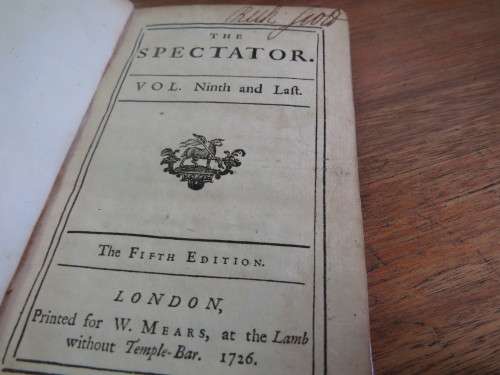 THE
SPECTATOR.
VOL. Ninth and Laſt.
The FIFTH EDITION.
LONDON,
Printed for W. MEARS, at the Lamb
without Temple-Bar. 1726.